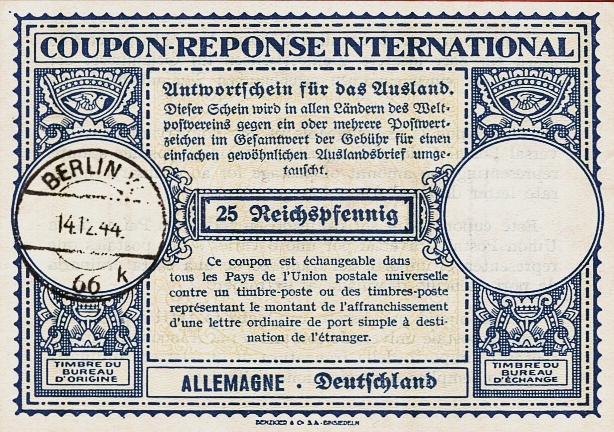 COUPON-REPONSE INTERNATIONAL
Antwortschein für das Ausland.
Dieser Schein wird in allen Ländern des Welt-
postvereins gegen ein oder mehrere Postwert-
zeichen im Gesamtwert der Gebühr für einen
einfachen gewöhnlichen Auslandsbrief umge-
tauscht.
BERLIN
14.12.44.
66 k
25 Reichspfennig
Ce coupon est échangeable dans
tous les Pays de l'Union postale universelle
contre un timbre-poste ou des timbres-poste
représentant le montant de l'affranchissement
d'une lettre ordinaire de port simple à desti-
nation de l'étranger.
TIMBRE DU
BUREAU
D'ORIGINE
ALLEMAGNE . Deutschland
TIMBRE DU
BUREAU
D'ÉCHANGE
BENZIGER & Co S.A. EINSIEDELN